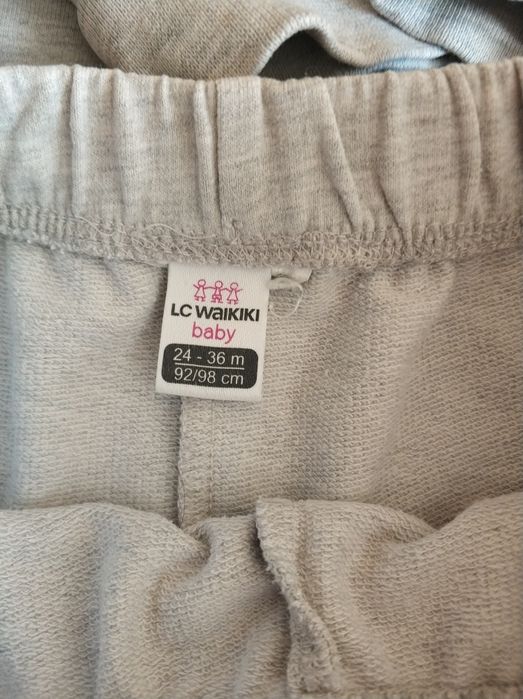 LC WAIKIKI
baby
24 - 36 m
92/98 cm